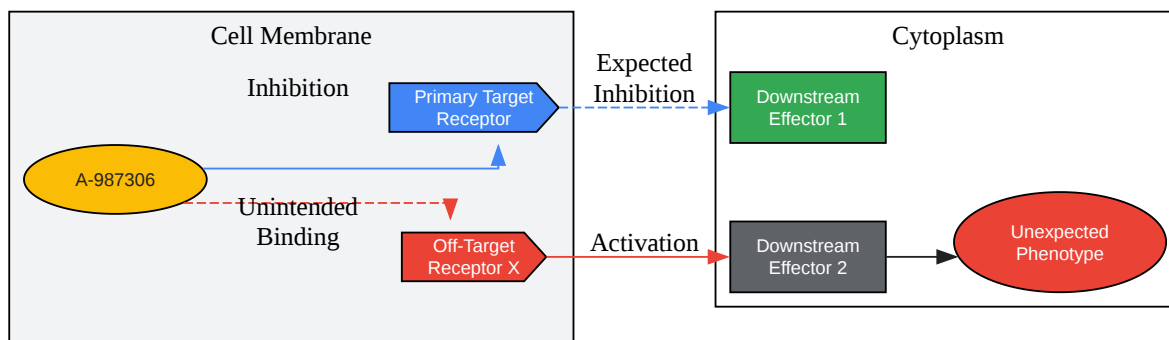 Cell Membrane
Cytoplasm
Inhibition
Primary Target
Receptor
Expected
Inhibition
Downstream
Effector 1
A-987306
Unintended
Binding
Off-Target
Receptor X
Activation
Downstream
Effector 2
Unexpected
Phenotype